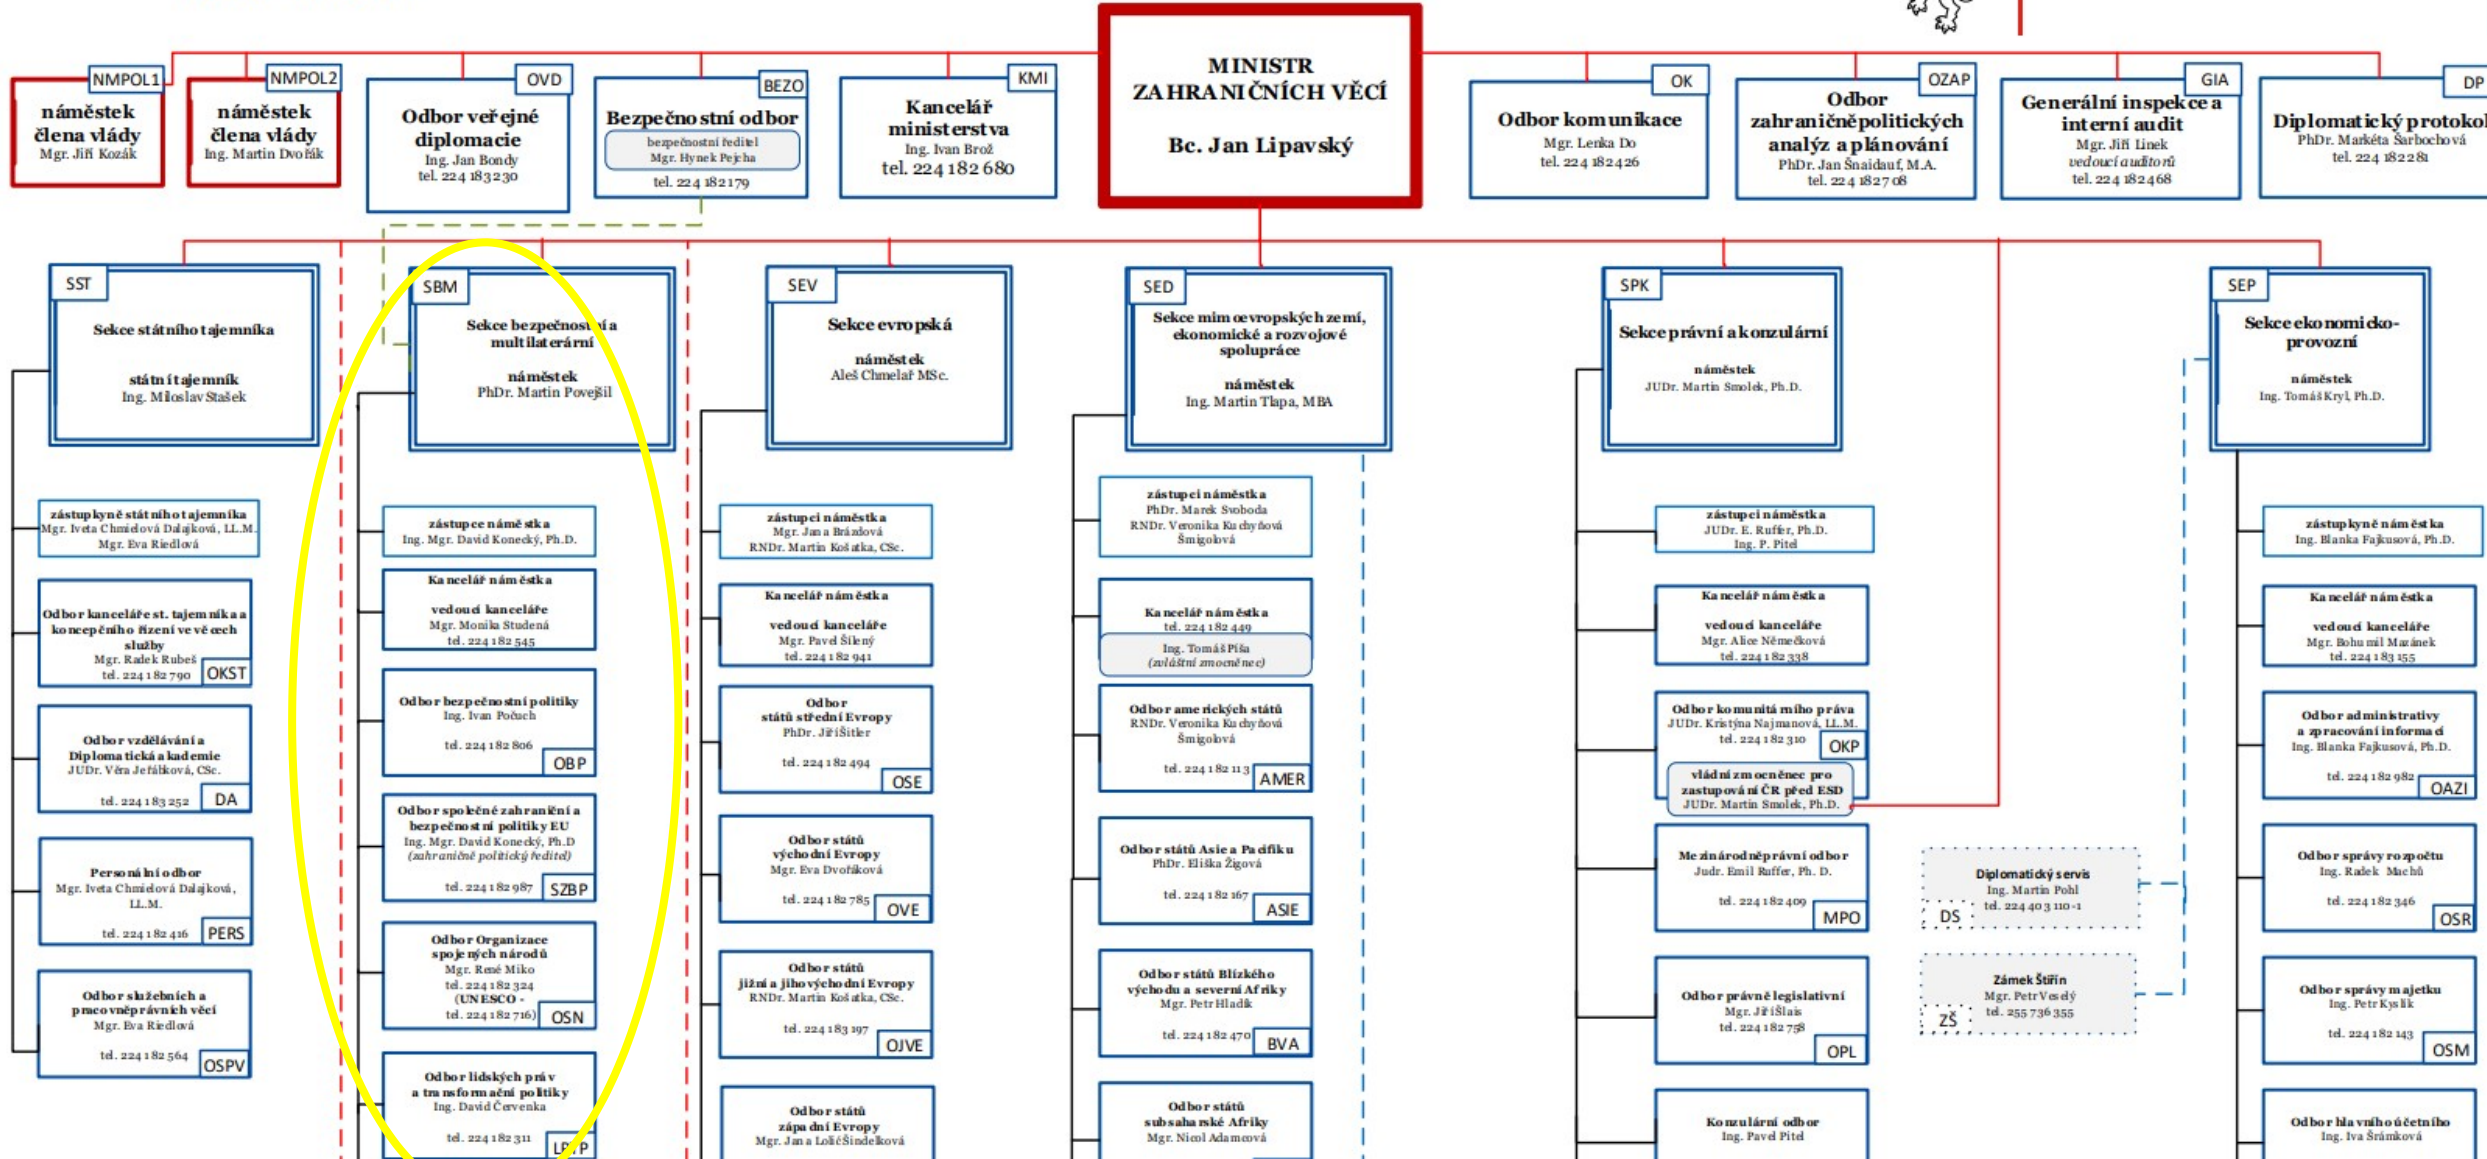 MINISTR
ZAHRANIČNÍCH VĚCÍ
Bc. Jan Lipavský
NMPOL1
náměstek
člena vlády
Mgr. Jiří Kozák
NMPOL2
náměstek
člena vlády
Ing. Martin Dvořák
OVD
Odbor veřejné
diplomacie
Ing. Jan Bondy
tel. 224 183 230
BEZO
Bezpečnostní odbor
bezpečnostní ředitel
Mgr. Hynek Pejcha
tel. 224 182 179
KMI
Kancelář
ministerstva
Ing. Ivan Brož
tel. 224 182 680
OK
Odbor komunikace
Mgr. Lenka Do
tel. 224 182 426
OZAP
Odbor
zahraničněpolitických
analýz a plánování
PhDr. Jan Šnaidauf, M.A.
tel. 224 182 708
GIA
Generální inspekce a
interní audit
Mgr. Jiří Linek
vedoucí auditorů
tel. 224 182 468
DP
Diplomatický protokol
PhDr. Markéta Šarbochová
tel. 224 182 281
SST
Sekce státního tajemníka
státní tajemník
Ing. Miloslav Stašek
zástupkyně státního tajemníka
Mgr. Iveta Chmielová Dalajková, LL.M.
Mgr. Eva Riedlová
Odbor kanceláře st. tajemníka a
koncepčního řízení ve věcech
služby
Mgr. Radek Rubeš
tel. 224 182 790
OKST
Odbor vzdělávání a
Diplomatická akademie
JUDr. Věra Jeřábková, CSc.
tel. 224 183 252
DA
Personální odbor
Mgr. Iveta Chmielová Dalajková,
LL.M.
tel. 224 182 416
PERS
Odbor služebních a
pracovněprávních věcí
Mgr. Eva Riedlová
tel. 224 182 564
OSPV
SBM
Sekce bezpečnostní a
multilaterární
náměstek
PhDr. Martin Povejšil
zástupce náměstka
Ing. Mgr. David Konecký, Ph.D.
Kancelář náměstka
vedoucí kanceláře
Mgr. Monika Studená
tel. 224 182 545
Odbor bezpečnostní politiky
Ing. Ivan Počuch
tel. 224 182 806
OBP
Odbor společné zahraniční a
bezpečnostní politiky EU
Ing. Mgr. David Konecký, Ph.D
(zahraničně politický ředitel)
tel. 224 182 987
SZBP
Odbor Organizace
spojených národů
Mgr. René Miko
tel. 224 182 324
(UNESCO -
tel. 224 182 716)
OSN
Odbor lidských práv
a transformační politiky
Ing. David Červenka
tel. 224 182 311
SEV
Sekce evropská
náměstek
Aleš Chmelař MSc.
zástupci náměstka
Mgr. Jana Brázdová
RNDr. Martin Košatka, CSc.
Kancelář náměstka
vedoucí kanceláře
Mgr. Pavel Šilený
tel. 224 182 941
Odbor
států střední Evropy
PhDr. Jiří Šitler
tel. 224 182 494
OSE
Odbor států
východní Evropy
Mgr. Eva Dvořáková
tel. 224 182 785
OVE
Odbor států
jižní a jihovýchodní Evropy
RNDr. Martin Košatka, CSc.
tel. 224 183 197
OJVE
Odbor států
západní Evropy
Mgr. Jana Lolić Šindelková
SED
Sekce mimoevropských zemí,
ekonomické a rozvojové
spolupráce
náměstek
Ing. Martin Tlapa, MBA
zástupci náměstka
PhDr. Marek Svoboda
RNDr. Veronika Kuchyňová
Šmigolová
Kancelář náměstka
tel. 224 182 449
Ing. Tomáš Píša
(zvláštní zmocněnec)
Odbor amerických států
RNDr. Veronika Kuchyňová
Šmigolová
tel. 224 182 113
AMER
Odbor států Asie a Pacifiku
PhDr. Eliška Žigová
tel. 224 182 167
ASIE
Odbor států Blízkého
východu a severní Afriky
Mgr. Petr Hladík
tel. 224 182 470
BVA
Odbor států
subsaharské Afriky
Mgr. Nicol Adamcová
SPK
Sekce právní a konzulární
náměstek
JUDr. Martin Smolek, Ph.D.
zástupci náměstka
JUDr. E. Ruffer, Ph.D.
Ing. P. Pitel
Kancelář náměstka
vedoucí kanceláře
Mgr. Alice Němečková
tel. 224 182 338
Odbor komunitárního práva
JUDr. Kristýna Najmanová, LL.M.
tel. 224 182 310
OKP
vládní zmocněnec pro
zastupování ČR před ESD
JUDr. Martin Smolek, Ph.D.
Mezinárodněprávní odbor
Judr. Emil Ruffer, Ph. D.
tel. 224 182 409
MPO
Odbor právně legislativní
Mgr. Jiří Šlais
tel. 224 182 758
OPL
Konzulární odbor
Ing. Pavel Pitel
Diplomatický servis
Ing. Martin Pohl
tel. 224 403 110-1
DS
Zámek Štiřín
Mgr. Petr Veselý
tel. 255 736 355
ZŠ
SEP
Sekce ekonomicko-
provozní
náměstek
Ing. Tomáš Kryl, Ph.D.
zástupkyně náměstka
Ing. Blanka Fajkusová, Ph.D.
Kancelář náměstka
vedoucí kanceláře
Mgr. Bohumil Mazánek
tel. 224 183 155
Odbor administrativy
a zpracování informací
Ing. Blanka Fajkusová, Ph.D.
tel. 224 182 982
OAZI
Odbor správy rozpočtu
Ing. Radek Machů
tel. 224 182 346
OSR
Odbor správy majetku
Ing. Petr Kyslík
tel. 224 182 143
OSM
Odbor hlavního účetního
Ing. Iva Šrámková